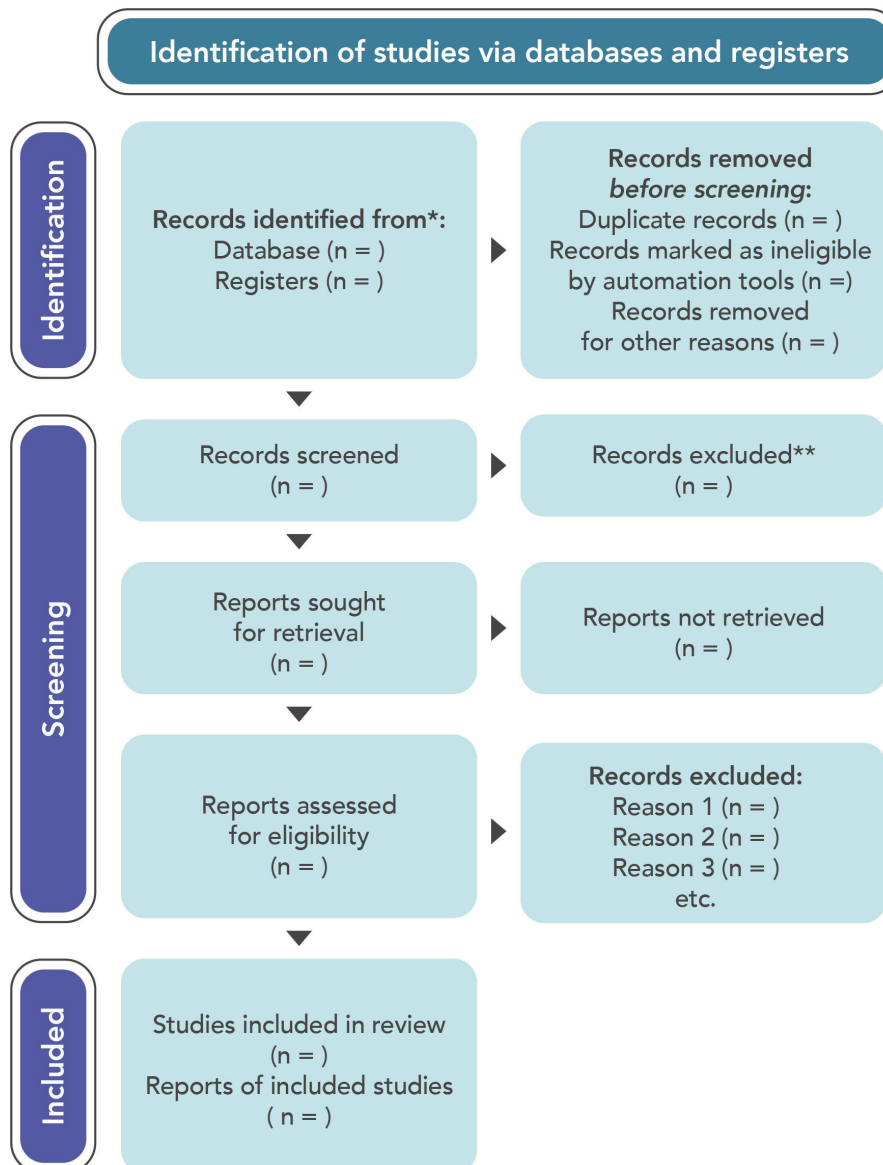 Identification of studies via databases and registers
Identification
Records identified from*:
Database (n = )
Registers (n = )
Records removed
before screening:
Duplicate records (n = )
Records marked as ineligible
by automation tools (n =)
Records removed
for other reasons (n = )
Screening
Records screened
(n = )
Records excluded**
(n = )
Reports sought
for retrieval
(n = )
Reports not retrieved
(n = )
Reports assessed
for eligibility
(n = )
Records excluded:
Reason 1 (n = )
Reason 2 (n = )
Reason 3 (n = )
etc.
Included
Studies included in review
(n = )
Reports of included studies
( n = )